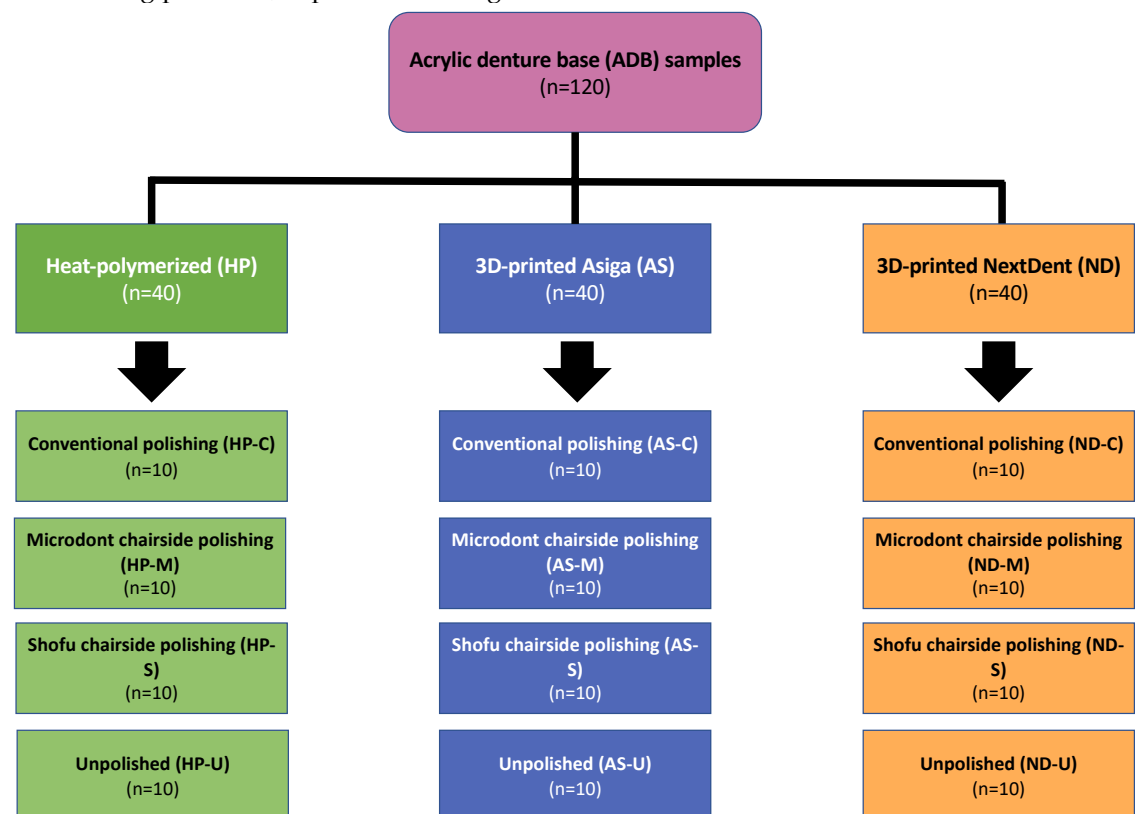 Acrylic denture base (ADB) samples
(n=120)
Heat-polymerized (HP)
(n=40)
3D-printed Asiga (AS)
(n=40)
3D-printed NextDent (ND)
(n=40)
Conventional polishing (HP-C)
(n=10)
Conventional polishing (AS-C)
(n=10)
Conventional polishing (ND-C)
(n=10)
Microdont chairside polishing
(HP-M)
(n=10)
Microdont chairside polishing
(AS-M)
(n=10)
Microdont chairside polishing
(ND-M)
(n=10)
Shofu chairside polishing (HP-
S)
(n=10)
Shofu chairside polishing (AS-
S)
(n=10)
Shofu chairside polishing (ND-
S)
(n=10)
Unpolished (HP-U)
(n=10)
Unpolished (AS-U)
(n=10)
Unpolished (ND-U)
(n=10)